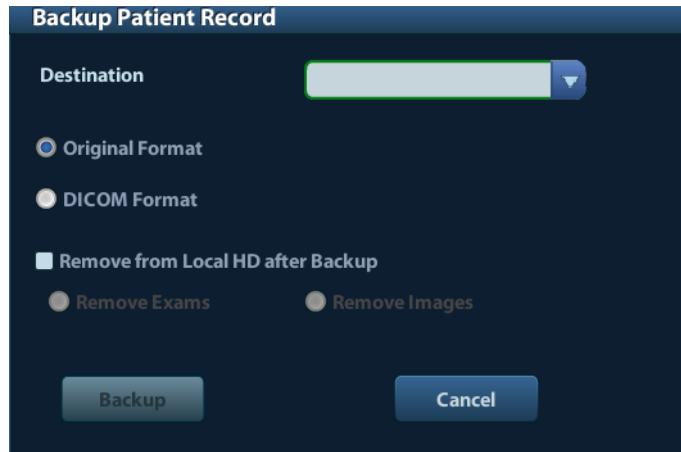 Backup Patient Record
Destination
Original Format
DICOM Format
Remove from Local HD after Backup
Remove Exams Remove Images
Backup Cancel